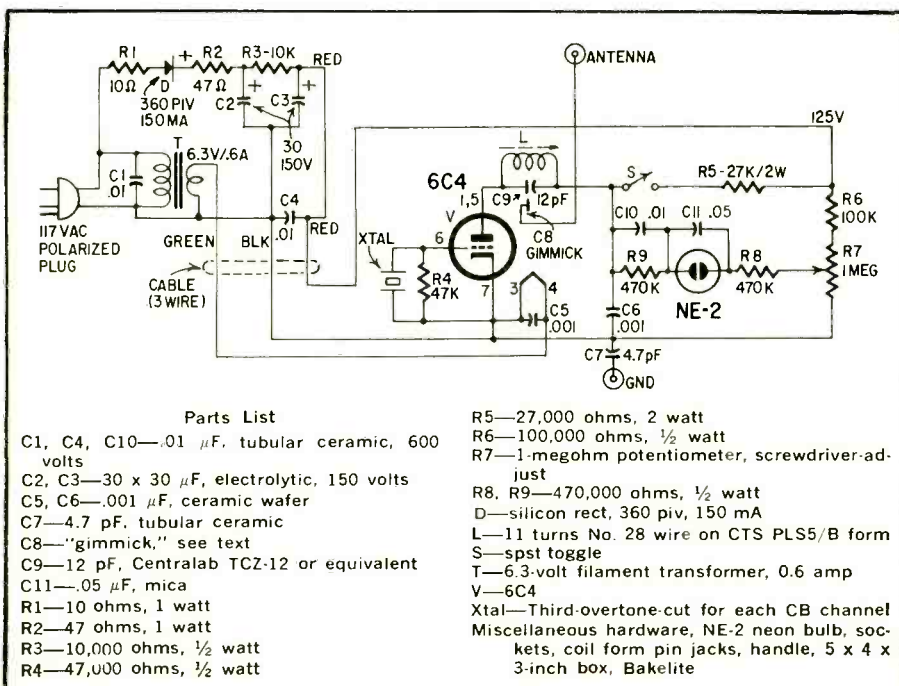 R1
R2
R3-10K
RED
ANTENNA
10Ω
D
47Ω
C2
C3
360 PIV
150MA
30
150V
125V
T
6.3V/.6A
L
6C4
C9
12pF
S
R5-27K/2W
C1
.01
1,5
V
C8
GIMMICK
C10 .01
C11 .05
R6
100K
C4
.01
RED
117 VAC
POLARIZED
PLUG
GREEN
BLK
XTAL
6
R9
470K
R8
470K
R7
1MEG
CABLE
(3 WIRE)
R4
47K
7
3
4
C5
.001
NE-2
C6
.001
C7
4.7pF
GND
Parts List
C1, C4, C10—.01 μF, tubular ceramic, 600
volts
C2, C3—30 x 30 μF, electrolytic, 150 volts
C5, C6—.001 μF, ceramic wafer
C7—4.7 pF, tubular ceramic
C8—"gimmick," see text
C9—12 pF, Centralab TCZ-12 or equivalent
C11—.05 μF, mica
R1—10 ohms, 1 watt
R2—47 ohms, 1 watt
R3—10,000 ohms, ½ watt
R4—47,000 ohms, ½ watt
R5—27,000 ohms, 2 watt
R6—100,000 ohms, ½ watt
R7—1-megohm potentiometer, screwdriver-ad-
just
R8, R9—470,000 ohms, ½ watt
D—silicon rect, 360 piv, 150 mA
L—11 turns No. 28 wire on CTS PLS5/B form
S—spst toggle
T—6.3-volt filament transformer, 0.6 amp
V—6C4
Xtal—Third-overtone-cut for each CB channel
Miscellaneous hardware, NE-2 neon bulb, soc-
kets, coil form pin jacks, handle, 5 x 4 x
3-inch box, Bakelite